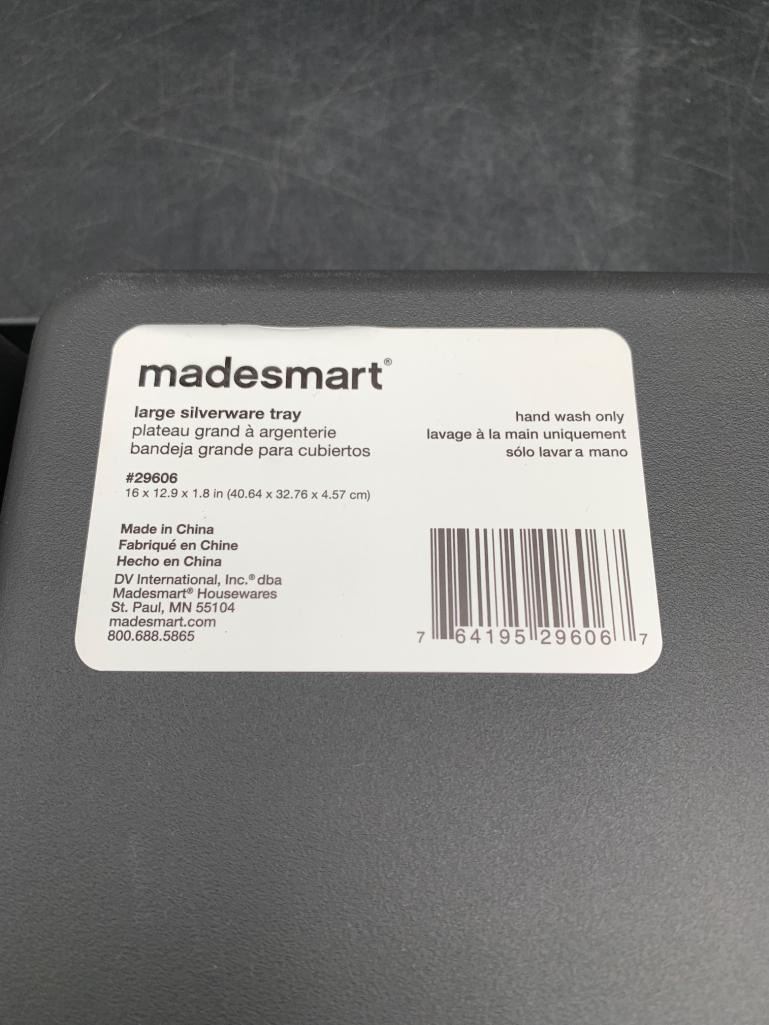 madesmart®
large silverware tray
plateau grand à argenterie
bandeja grande para cubiertos
hand wash only
lavage à la main uniquement
sólo lavar a mano
#29606
16 x 12.9 x 1.8 in (40.64 x 32.76 x 4.57 cm)
Made in China
Fabriqué en Chine
Hecho en China
DV International, Inc.® dba
Madesmart® Housewares
St. Paul, MN 55104
madesmart.com
800.688.5865
7 64195 29606 7